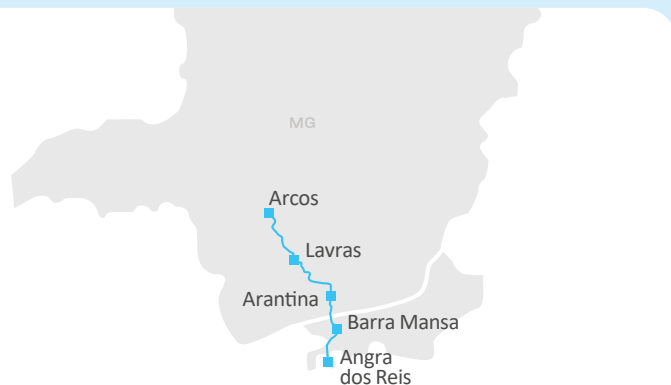 MG
Arcos
Lavras
Arantina
Barra Mansa
Angra
dos Reis